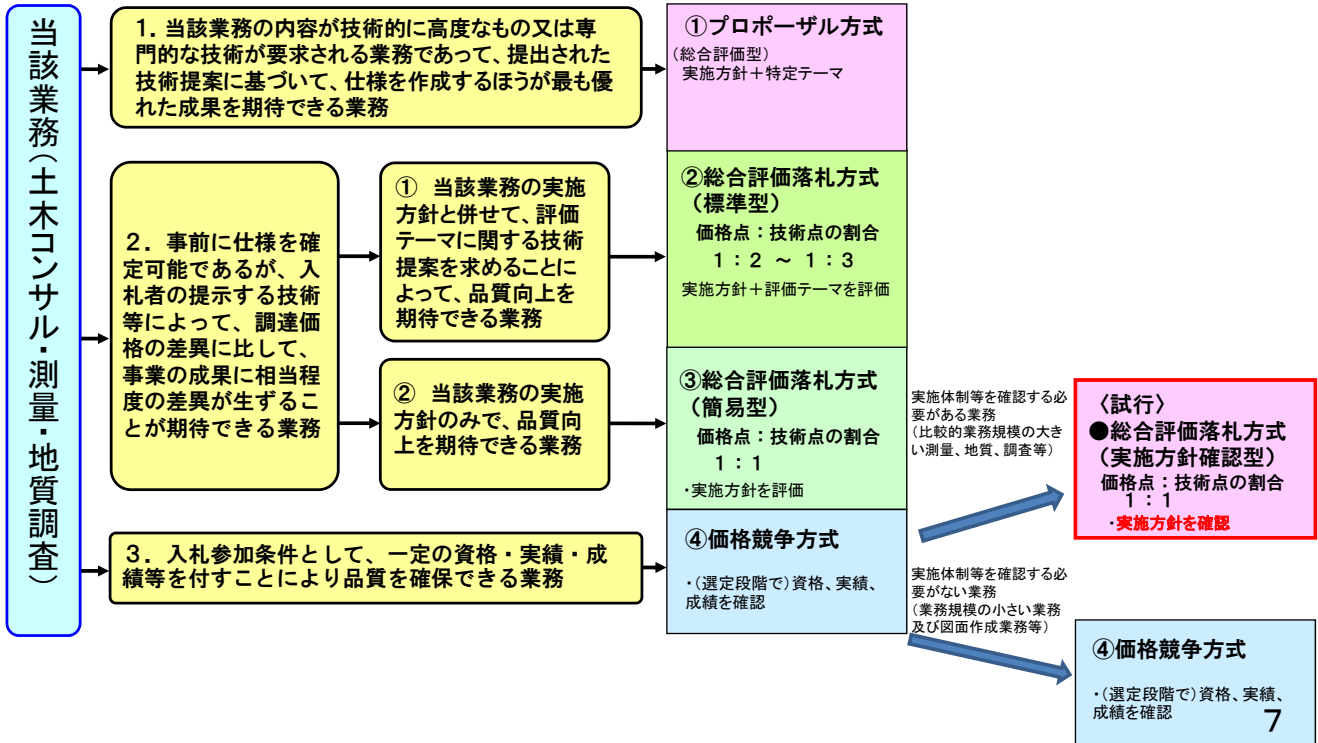 当該業務（土木コンサル・測量・地質調査）
１．当該業務の内容が技術的に高度なもの又は専
門的な技術が要求される業務であって、提出された
技術提案に基づいて、仕様を作成するほうが最も優
れた成果を期待できる業務
２．事前に仕様を確
定可能であるが、入
札者の提示する技術
等によって、調達価
格の差異に比して、
事業の成果に相当程
度の差異が生ずるこ
とが期待できる業務
① 当該業務の実施
方針と併せて、評価
テーマに関する技術
提案を求めることに
よって、品質向上を
期待できる業務
② 当該業務の実施
方針のみで、品質向
上を期待できる業務
３．入札参加条件として、一定の資格・実績・成
績等を付すことにより品質を確保できる業務
①プロポーザル方式
（総合評価型）
実施方針＋特定テーマ
②総合評価落札方式
（標準型）
価格点：技術点の割合
１：２ ～ １：３
実施方針＋評価テーマを評価
③総合評価落札方式
（簡易型）
価格点：技術点の割合
１：１
・実施方針を評価
④価格競争方式
・（選定段階で）資格、実績、
成績を確認
実施体制等を確認する必
要がある業務
（比較的業務規模の大き
い測量、地質、調査等）
〈試行〉
●総合評価落札方式
（実施方針確認型）
価格点：技術点の割合
１：１
・実施方針を確認
実施体制等を確認する必
要がない業務
（業務規模の小さい業務
及び図面作成業務等）
④価格競争方式
・（選定段階で）資格、実績、
成績を確認
7